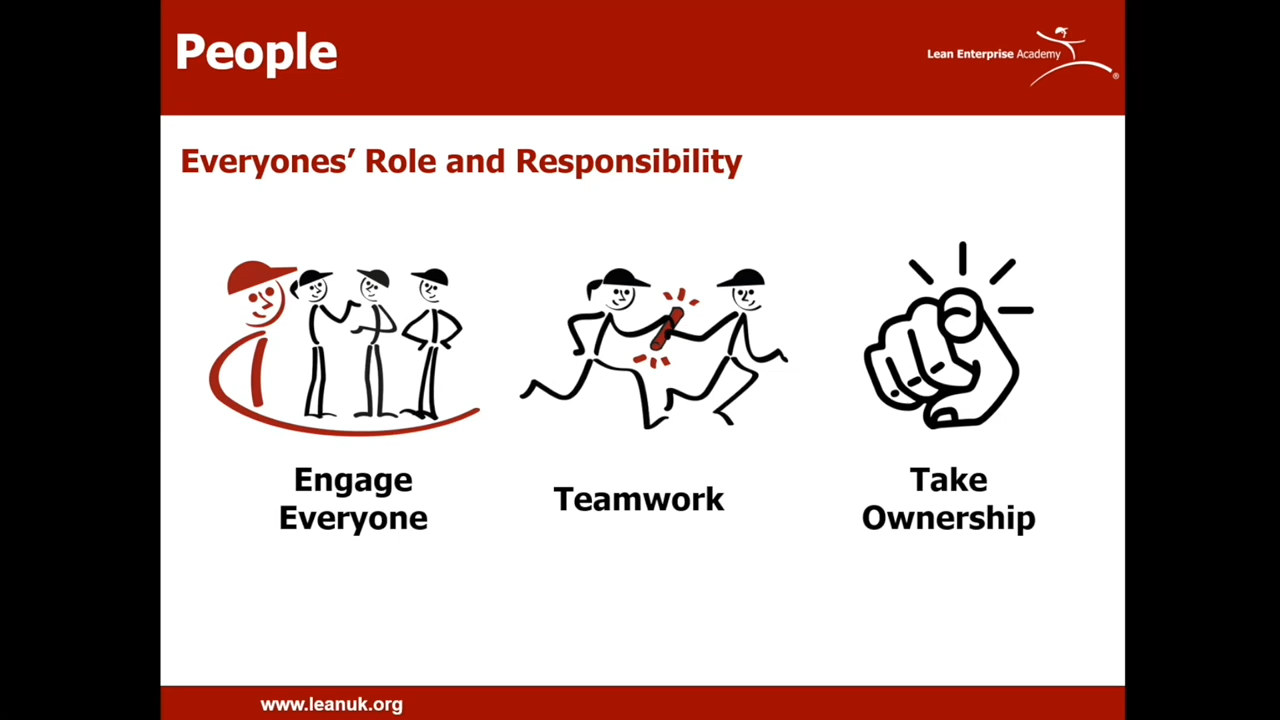 People
Lean Enterprise Academy
®
Everyones’ Role and Responsibility
Engage
Everyone
Teamwork
Take
Ownership
www.leanuk.org